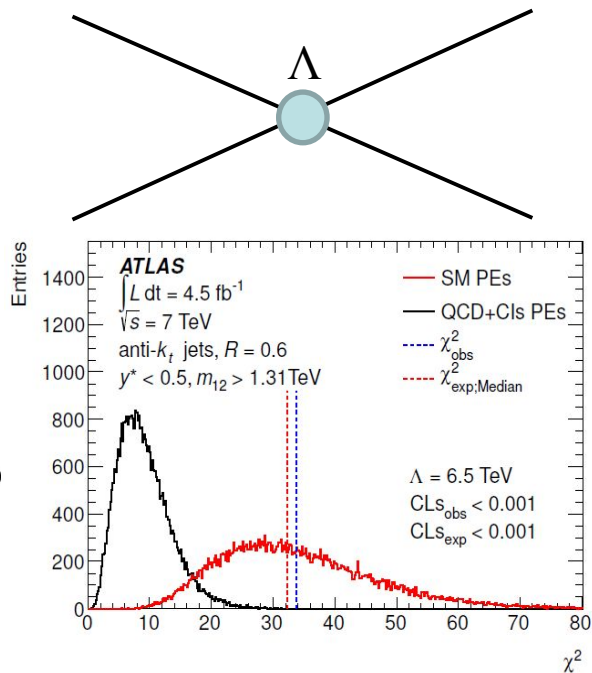 Λ
Entries
ATLAS
∫L dt = 4.5 fb⁻¹
√s = 7 TeV
anti-kₜ jets, R = 0.6
y* < 0.5, m₁₂ > 1.31TeV
SM PEs
QCD+CIs PEs
χ²obs
χ²exp;Median
Λ = 6.5 TeV
CLsobs < 0.001
CLsexp < 0.001
1400
1200
1000
800
600
400
200
0
0 10 20 30 40 50 60 70 80
χ²